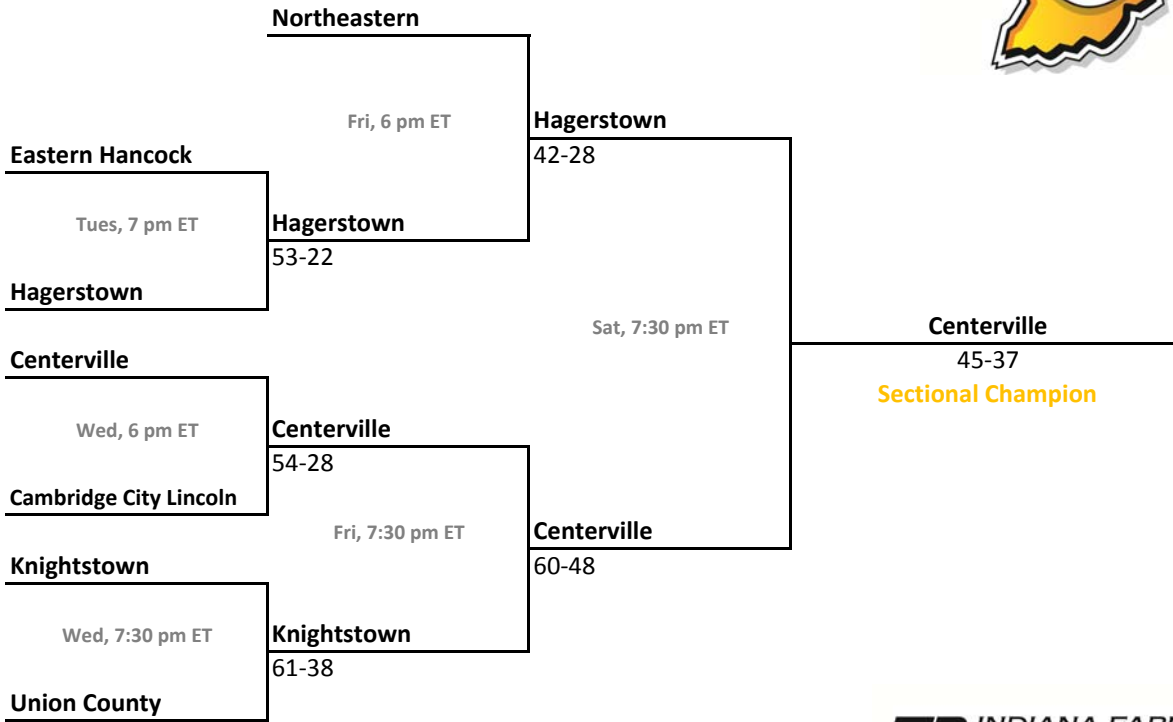 Northeastern
Fri, 6 pm ET
Hagerstown
Eastern Hancock
42-28
Tues, 7 pm ET
Hagerstown
53-22
Hagerstown
Sat, 7:30 pm ET
Centerville
Centerville
45-37
Sectional Champion
Wed, 6 pm ET
Centerville
54-28
Cambridge City Lincoln
Fri, 7:30 pm ET
Centerville
Knightstown
60-48
Wed, 7:30 pm ET
Knightstown
61-38
Union County
INDIANA